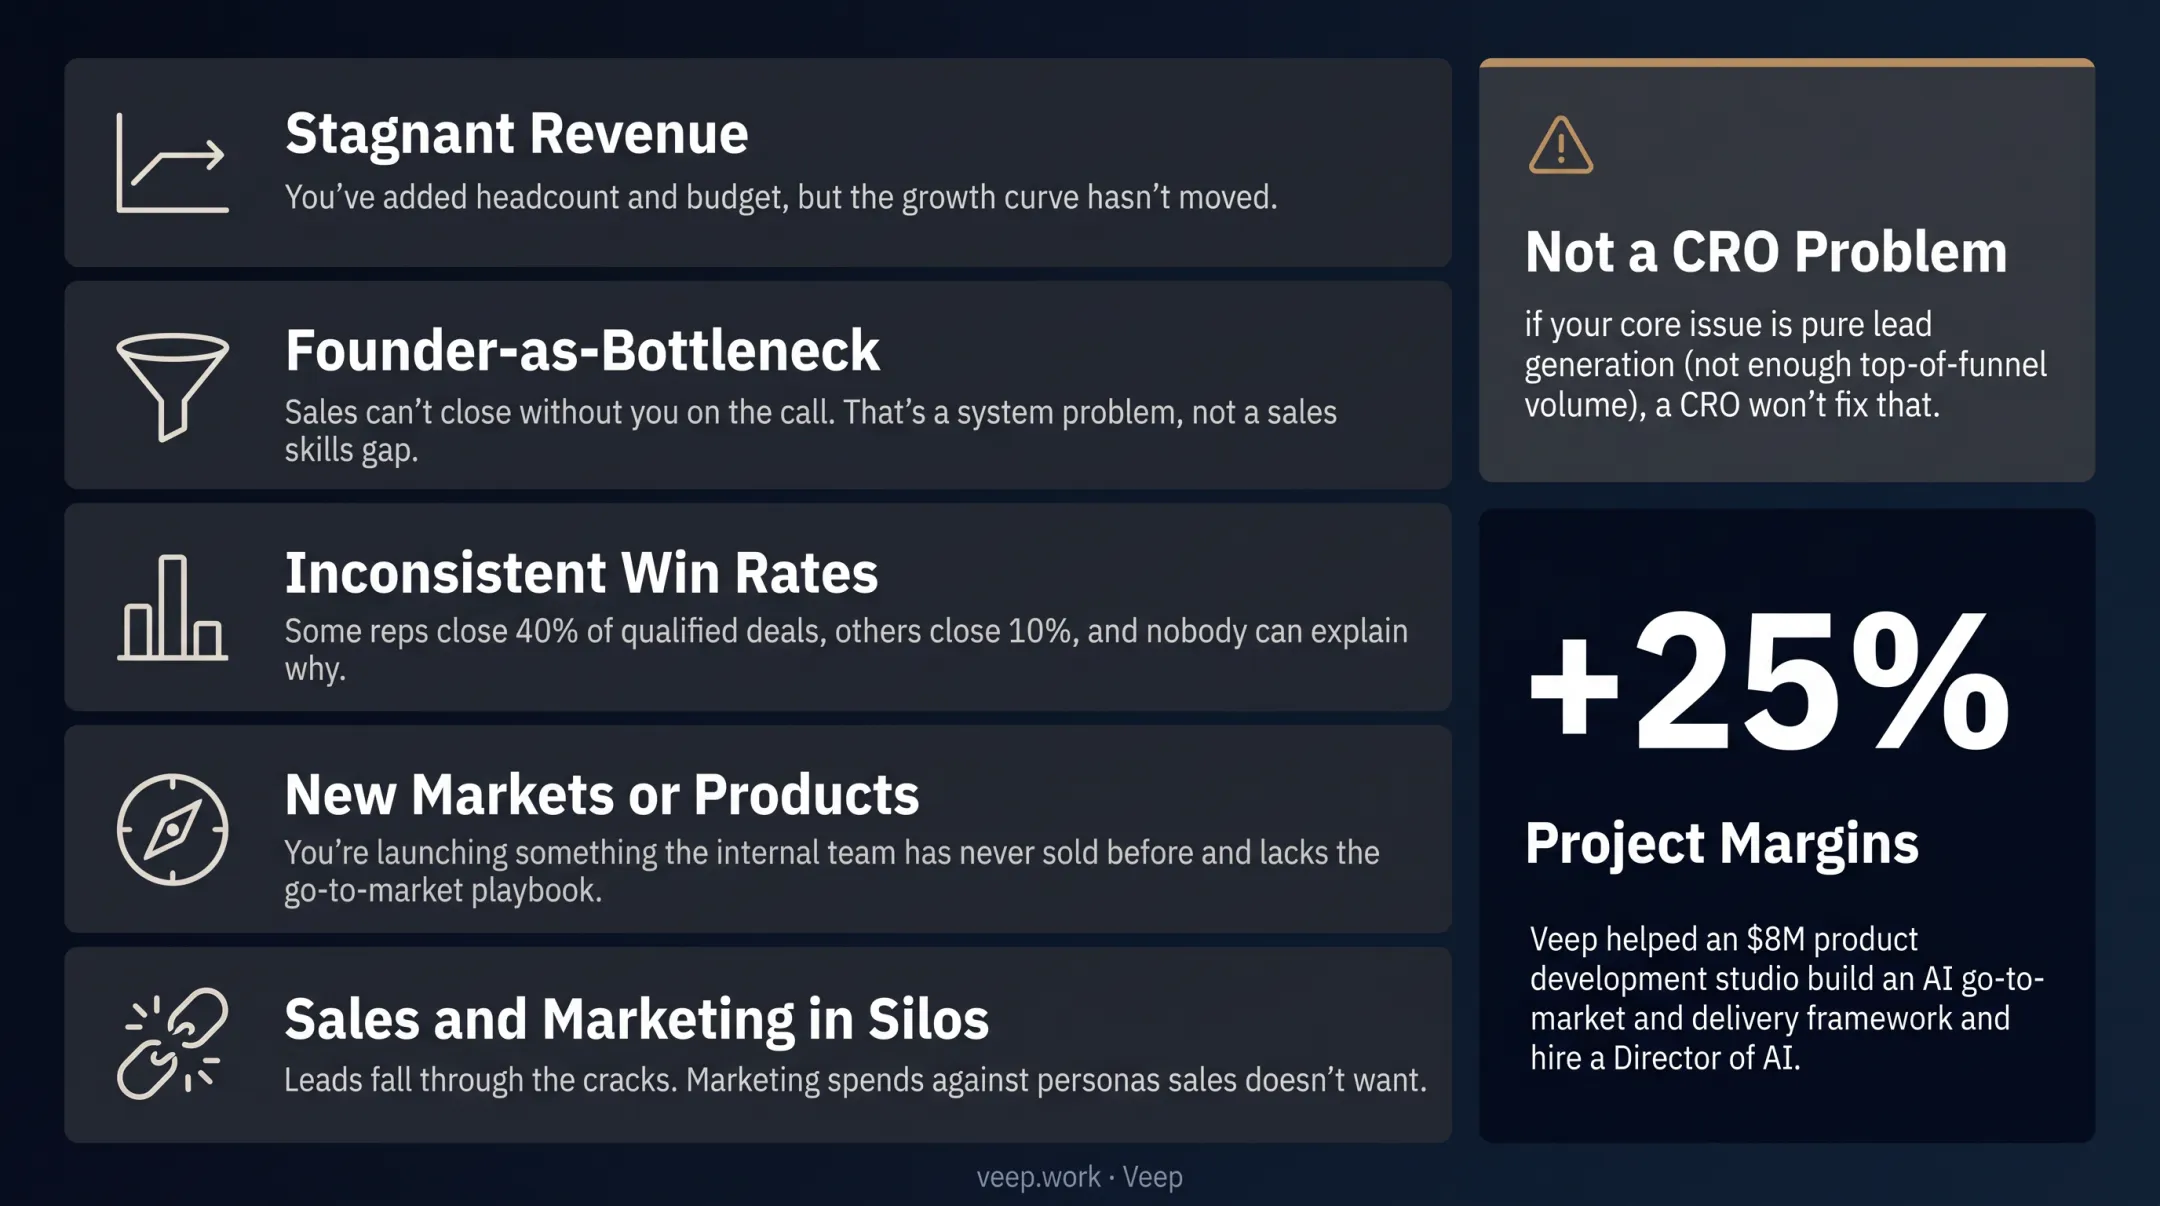 Stagnant Revenue
You’ve added headcount and budget, but the growth curve hasn’t moved.
Founder-as-Bottleneck
Sales can’t close without you on the call. That’s a system problem, not a sales
skills gap.
Inconsistent Win Rates
Some reps close 40% of qualified deals, others close 10%, and nobody can explain
why.
New Markets or Products
You’re launching something the internal team has never sold before and lacks the
go-to-market playbook.
Sales and Marketing in Silos
Leads fall through the cracks. Marketing spends against personas sales doesn’t want.
Not a CRO Problem
if your core issue is pure lead
generation (not enough top-of-funnel
volume), a CRO won’t fix that.
+25%
Project Margins
Veep helped an $8M product
development studio build an AI go-to-
market and delivery framework and
hire a Director of AI.
veep.work · Veep